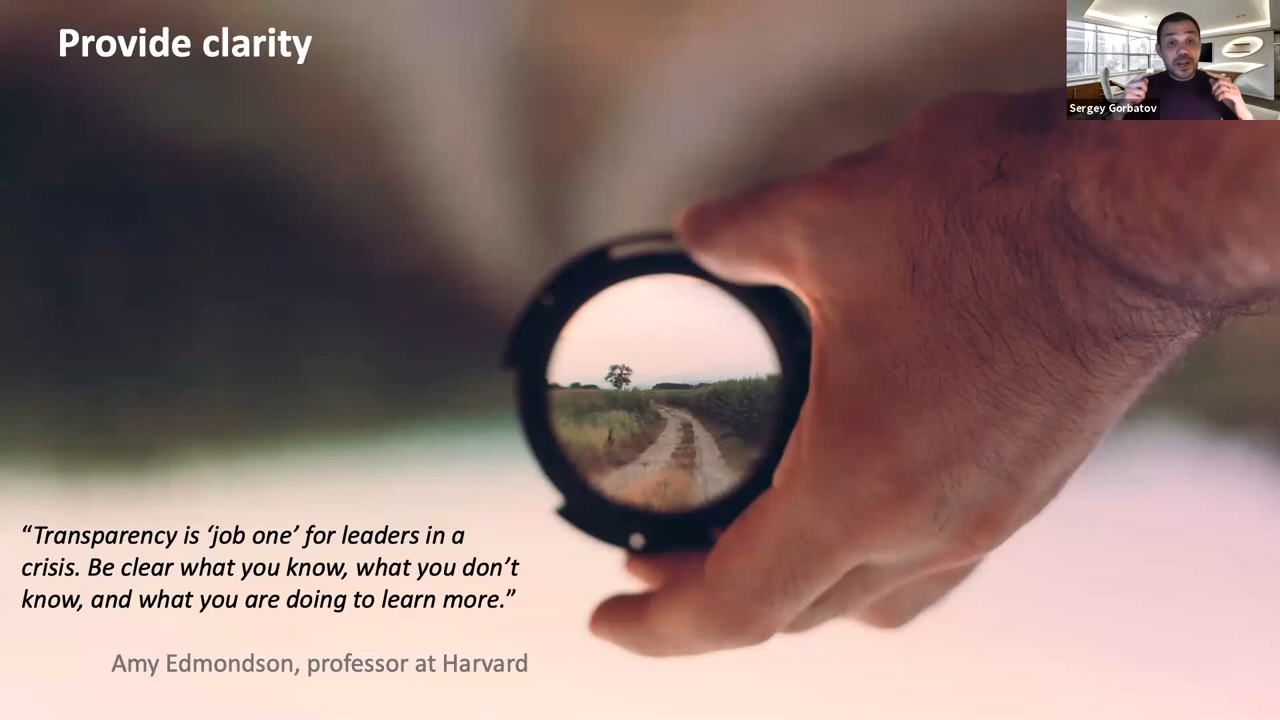 Provide clarity
Sergey Gorbatov
“Transparency is ‘job one’ for leaders in a
crisis. Be clear what you know, what you don’t
know, and what you are doing to learn more.”
Amy Edmondson, professor at Harvard